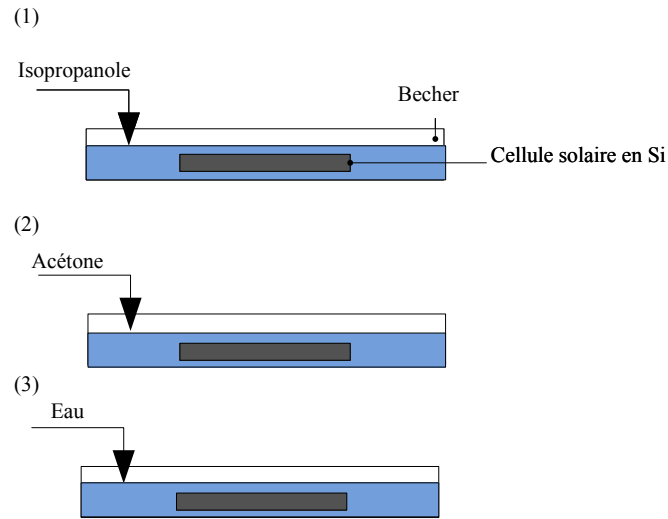 (1)
Isopropanole
Becher
Cellule solaire en Si
(2)
Acétone
(3)
Eau